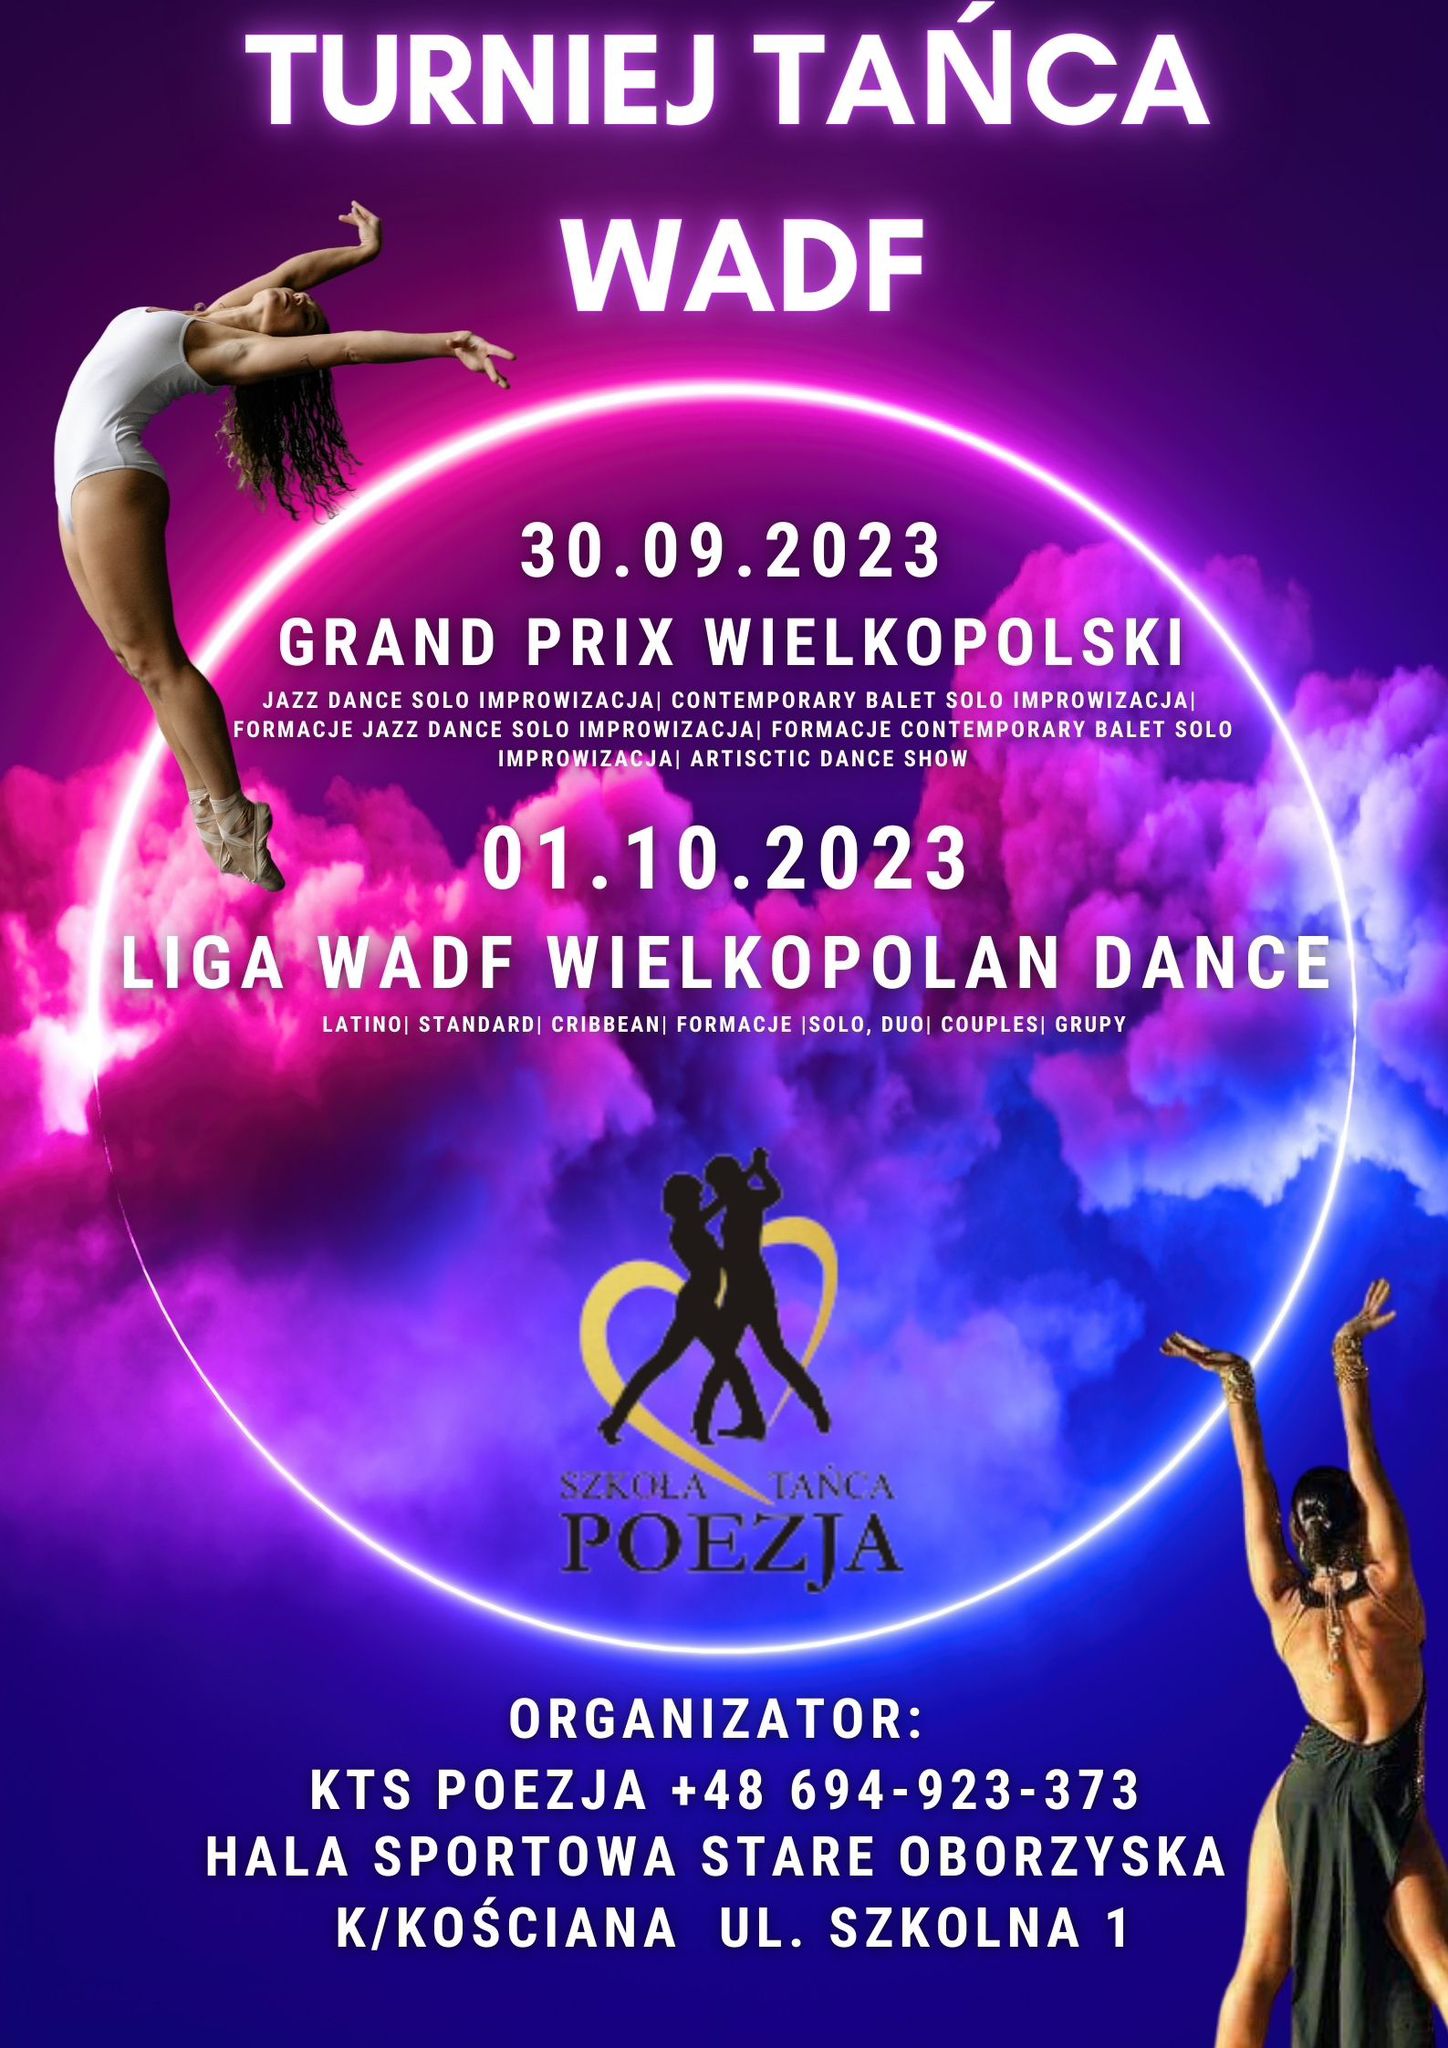 TURNIEJ TAŃCA
WADF
30.09.2023
GRAND PRIX WIELKOPOLSKI
JAZZ DANCE SOLO IMPROWIZACJA| CONTEMPORARY BALET SOLO IMPROWIZACJA|
FORMACJE JAZZ DANCE SOLO IMPROWIZACJA| FORMACJE CONTEMPORARY BALET SOLO
IMPROWIZACJA| ARTISCTIC DANCE SHOW
01.10.2023
LIGA WADF WIELKOPOLAN DANCE
LATINO| STANDARD| CRIBBEAN| FORMACJE |SOLO, DUO| COUPLES| GRUPY
SZKOŁA TAŃCA
POEZJA
ORGANIZATOR:
KTS POEZJA +48 694-923-373
HALA SPORTOWA STARE OBORZYSKA
K/KOŚCIANA UL. SZKOLNA 1